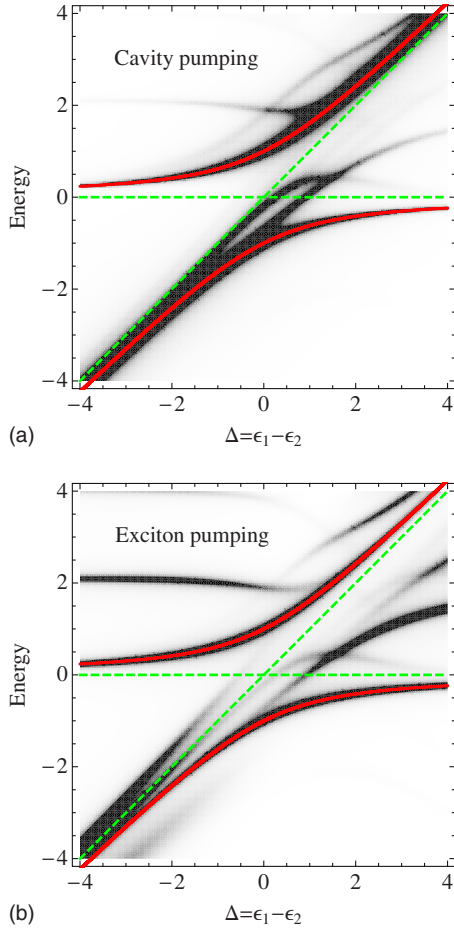 4
Cavity pumping
2
Energy
0
−2
−4
−4 −2 0 2 4
(a) Δ=ϵ₁−ϵ₂
4
Exciton pumping
2
Energy
0
−2
−4
−4 −2 0 2 4
(b) Δ=ϵ₁−ϵ₂